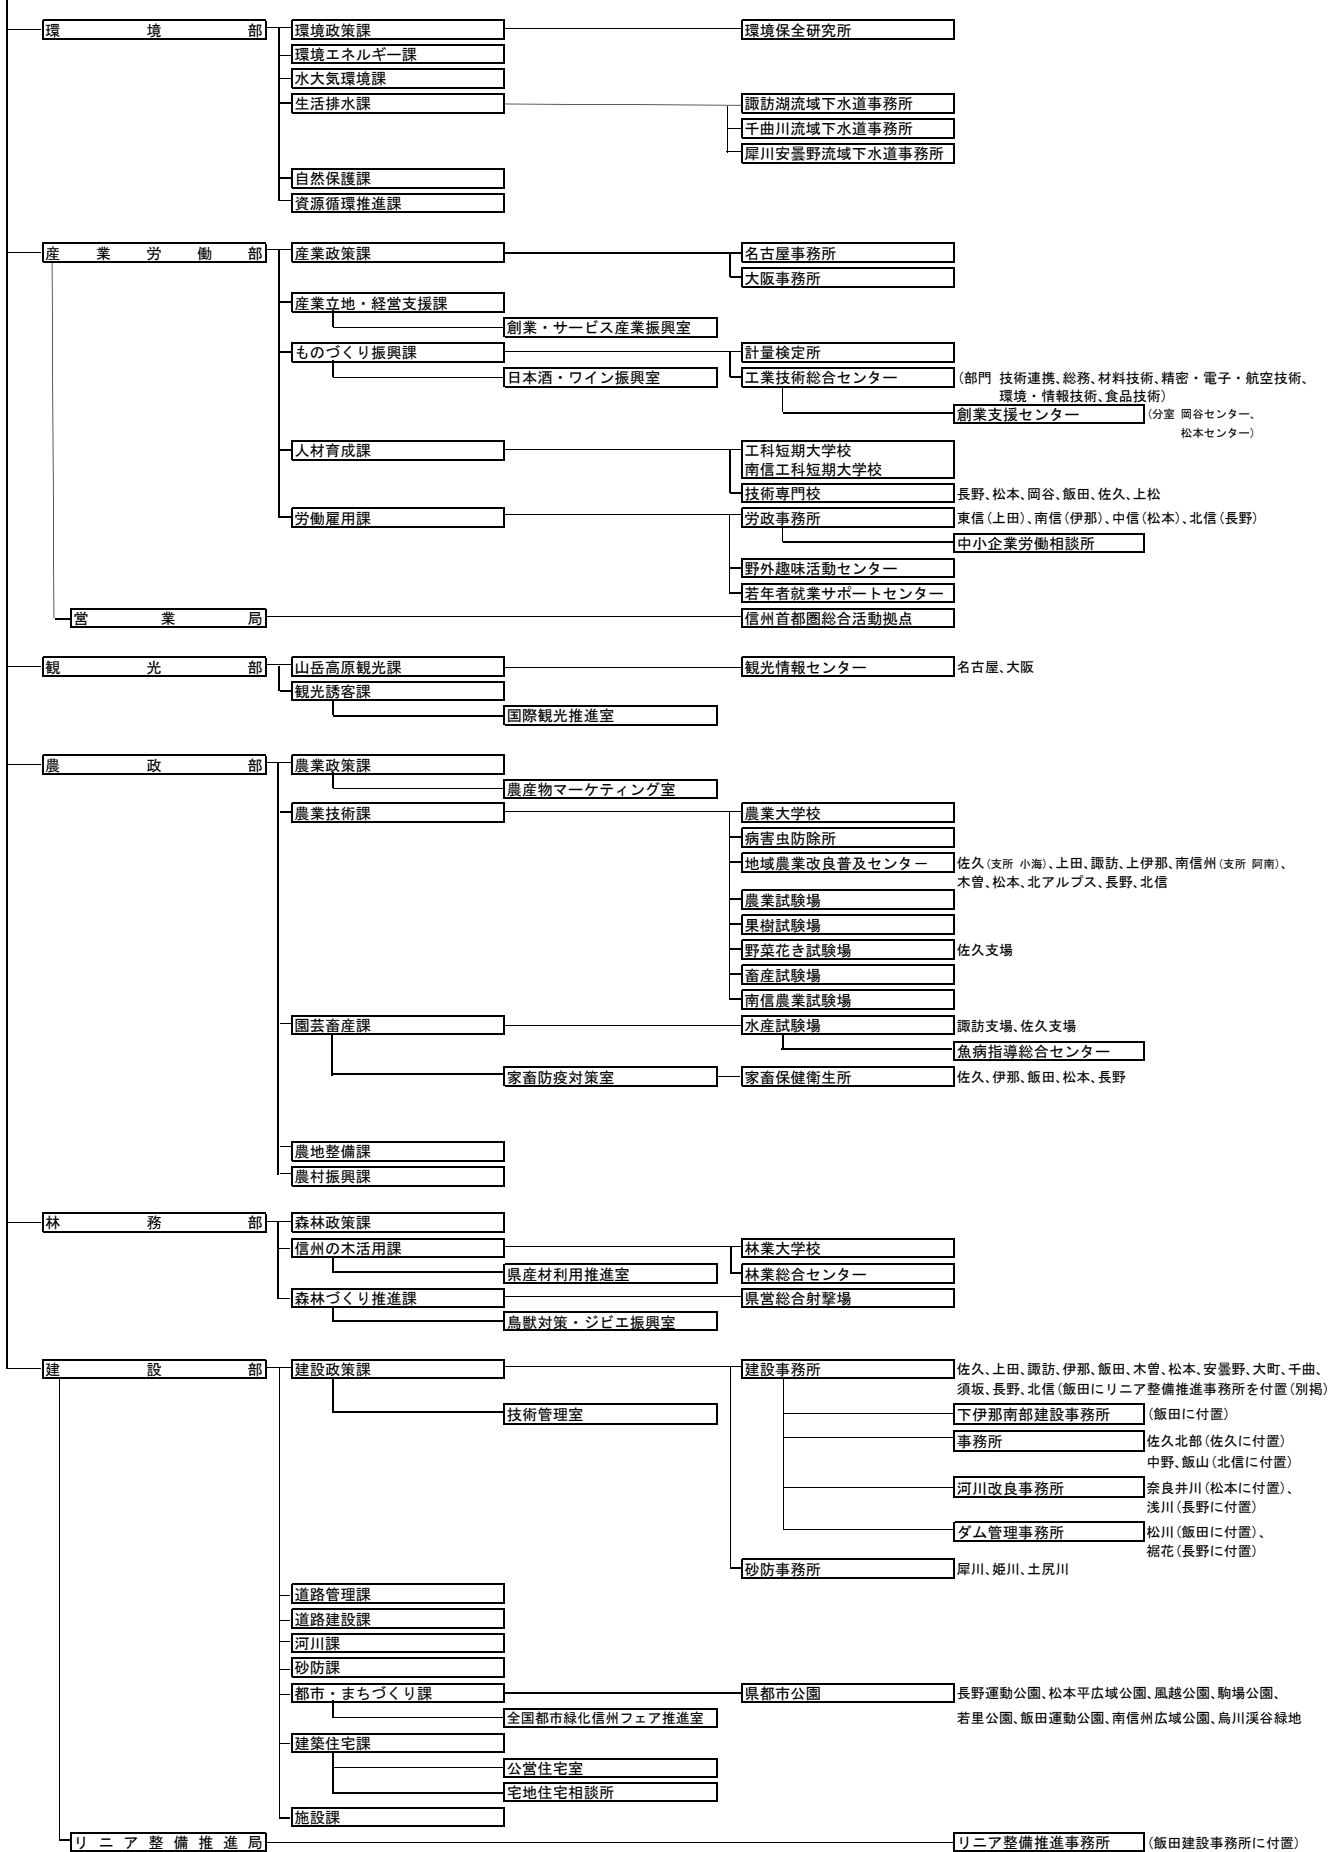 環境部 環境政策課 環境保全研究所
環境エネルギー課
水大気環境課
生活排水課 諏訪湖流域下水道事務所
千曲川流域下水道事務所
犀川安曇野流域下水道事務所
自然保護課
資源循環推進課
産業労働部 産業政策課 名古屋事務所
大阪事務所
産業立地・経営支援課
創業・サービス産業振興室
ものづくり振興課 計量検定所
日本酒・ワイン振興室 工業技術総合センター (部門 技術連携、総務、材料技術、精密・電子・航空技術、
環境・情報技術、食品技術)
創業支援センター (分室 岡谷センター、
松本センター)
人材育成課 工科短期大学校
南信工科短期大学校
技術専門校 長野、松本、岡谷、飯田、佐久、上松
労働雇用課 労政事務所 東信(上田)、南信(伊那)、中信(松本)、北信(長野)
中小企業労働相談所
野外趣味活動センター
若年者就業サポートセンター
営業局 信州首都圏総合活動拠点
観光部 山岳高原観光課 観光情報センター 名古屋、大阪
観光誘客課
国際観光推進室
農政部 農業政策課
農産物マーケティング室
農業技術課 農業大学校
病害虫防除所
地域農業改良普及センター 佐久(支所 小海)、上田、諏訪、上伊那、南信州(支所 阿南)、
木曽、松本、北アルプス、長野、北信
農業試験場
果樹試験場
野菜花き試験場 佐久支場
畜産試験場
南信農業試験場
園芸畜産課 水産試験場 諏訪支場、佐久支場
魚病指導総合センター
家畜防疫対策室 家畜保健衛生所 佐久、伊那、飯田、松本、長野
農地整備課
農村振興課
林務部 森林政策課
信州の木活用課 林業大学校
県産材利用推進室 林業総合センター
森林づくり推進課 県営総合射撃場
鳥獣対策・ジビエ振興室
建設部 建設政策課 建設事務所 佐久、上田、諏訪、伊那、飯田、木曽、松本、安曇野、大町、千曲、
須坂、長野、北信(飯田にリニア整備推進事務所を付置(別掲)
技術管理室 下伊那南部建設事務所 (飯田に付置)
事務所 佐久北部(佐久に付置)
中野、飯山(北信に付置)
河川改良事務所 奈良井川(松本に付置)、
浅川(長野に付置)
ダム管理事務所 松川(飯田に付置)、
裾花(長野に付置)
砂防事務所 犀川、姫川、土尻川
道路管理課
道路建設課
河川課
砂防課
都市・まちづくり課 県都市公園 長野運動公園、松本平広域公園、風越公園、駒場公園、
全国都市緑化信州フェア推進室 若里公園、飯田運動公園、南信州広域公園、烏川渓谷緑地
建築住宅課
公営住宅室
宅地住宅相談所
施設課
リニア整備推進局 リニア整備推進事務所 (飯田建設事務所に付置)